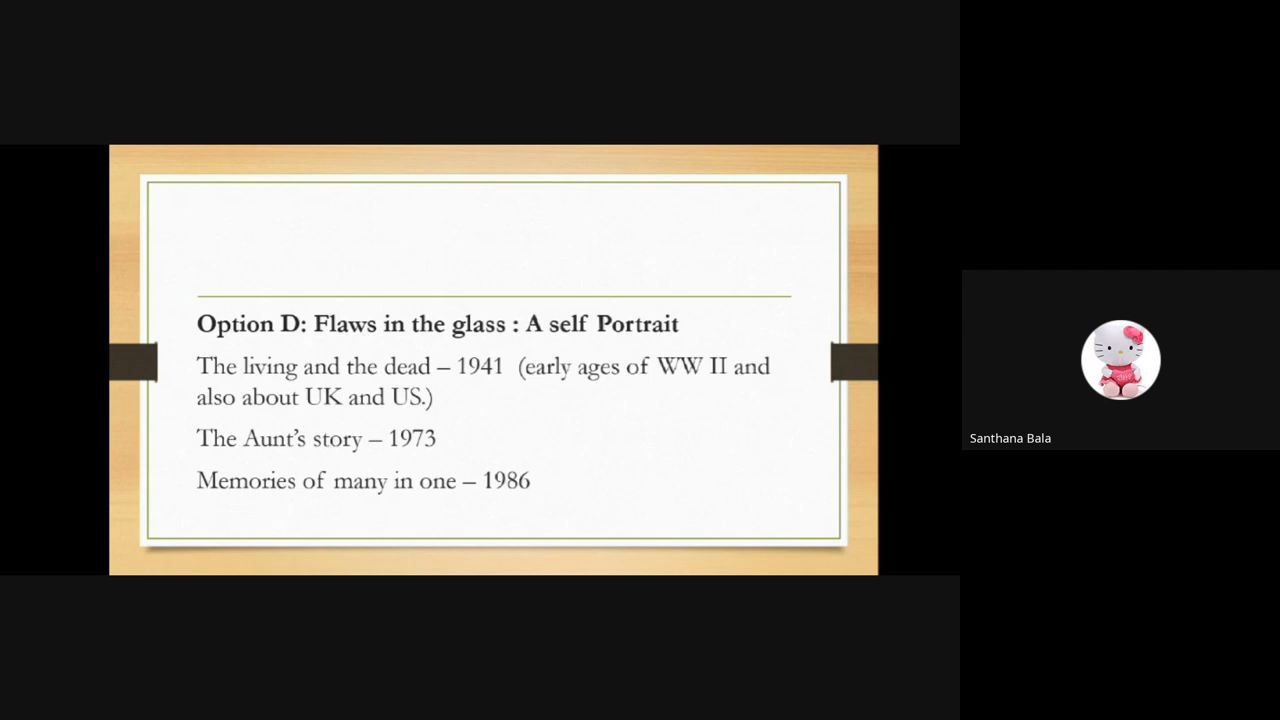 Option D: Flaws in the glass : A self Portrait
The living and the dead – 1941 (early ages of WW II and
also about UK and US.)
The Aunt’s story – 1973
Memories of many in one – 1986
Santhana Bala